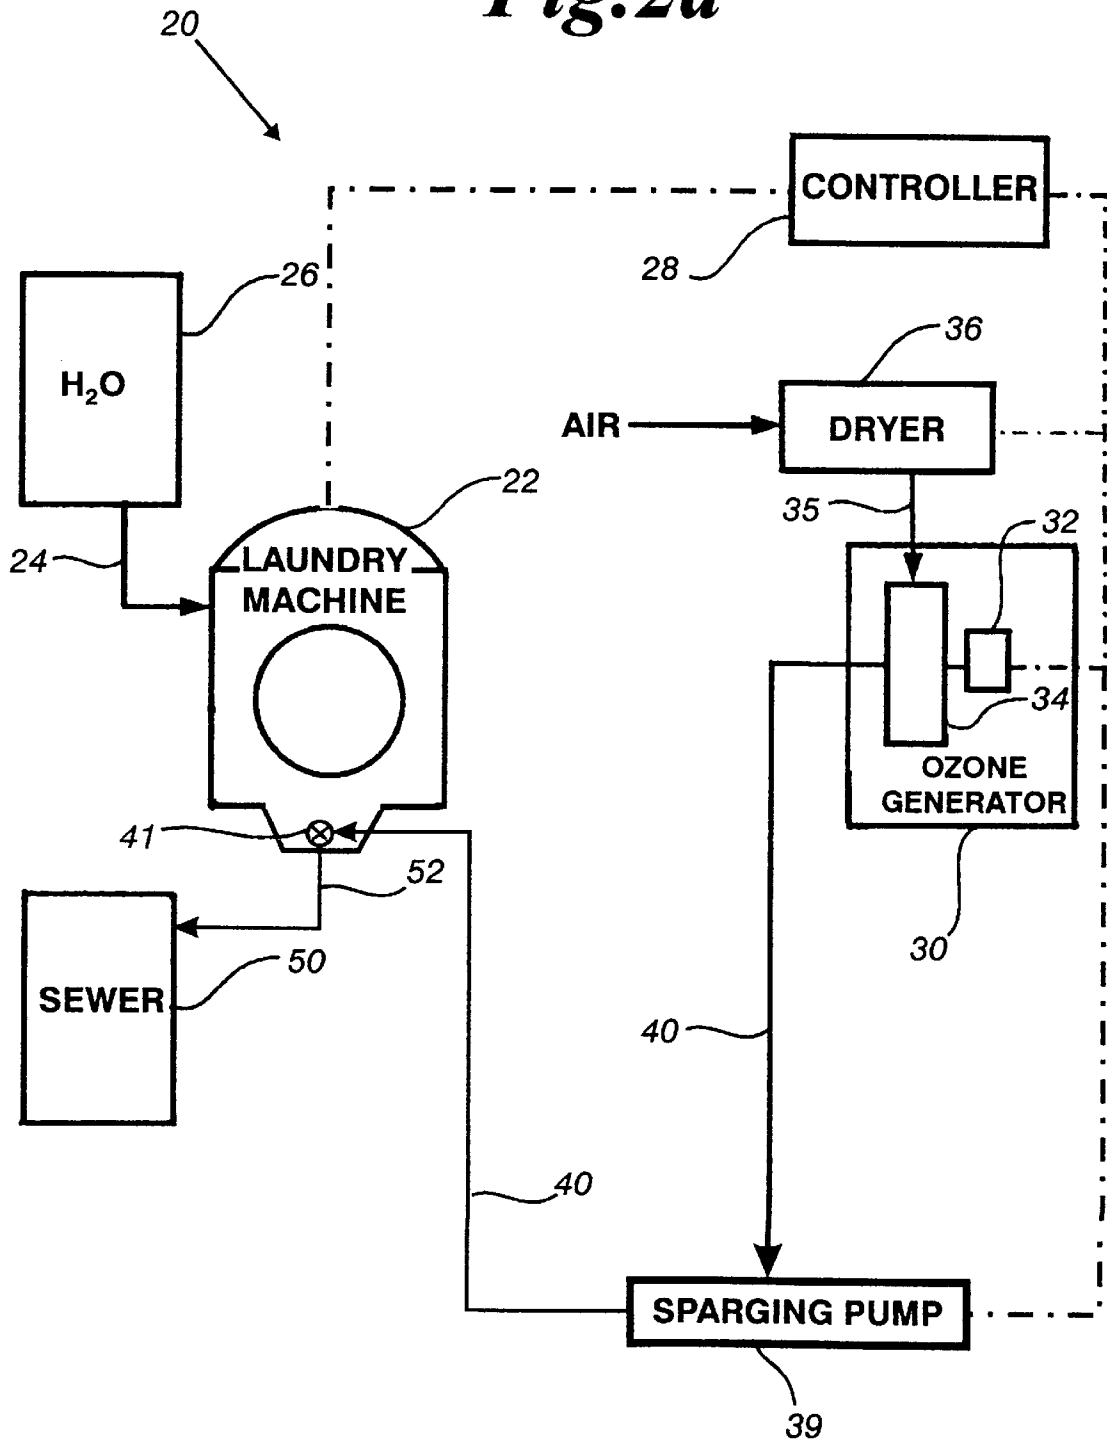 Fig. 2a
20
CONTROLLER
28
26
H₂O
36
AIR
DRYER
22
35
32
24
LAUNDRY
MACHINE
34
OZONE
GENERATOR
41
52
30
50
SEWER
40
40
SPARGING PUMP
39